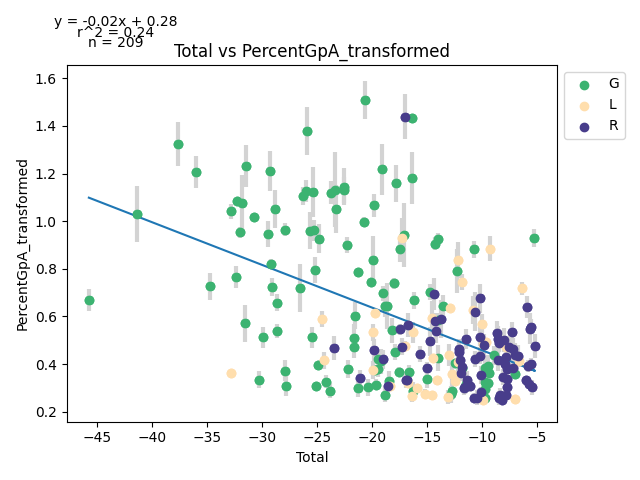 y = -0.02x + 0.28
r^2 = 0.24
n = 209
Total vs PercentGpA_transformed
1.6
1.4
1.2
1.0
0.8
0.6
0.4
0.2
PercentGpA_transformed
−45 −40 −35 −30 −25 −20 −15 −10 −5
Total
G
L
R